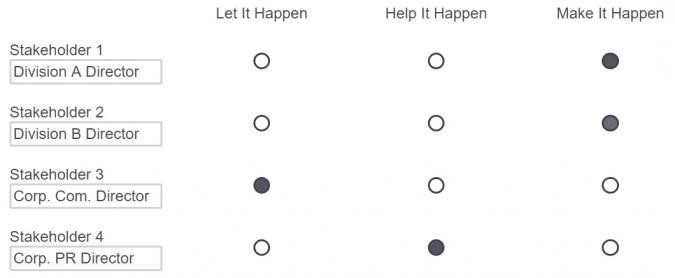 Let It Happen Help It Happen Make It Happen
Stakeholder 1
Division A Director
Stakeholder 2
Division B Director
Stakeholder 3
Corp. Com. Director
Stakeholder 4
Corp. PR Director